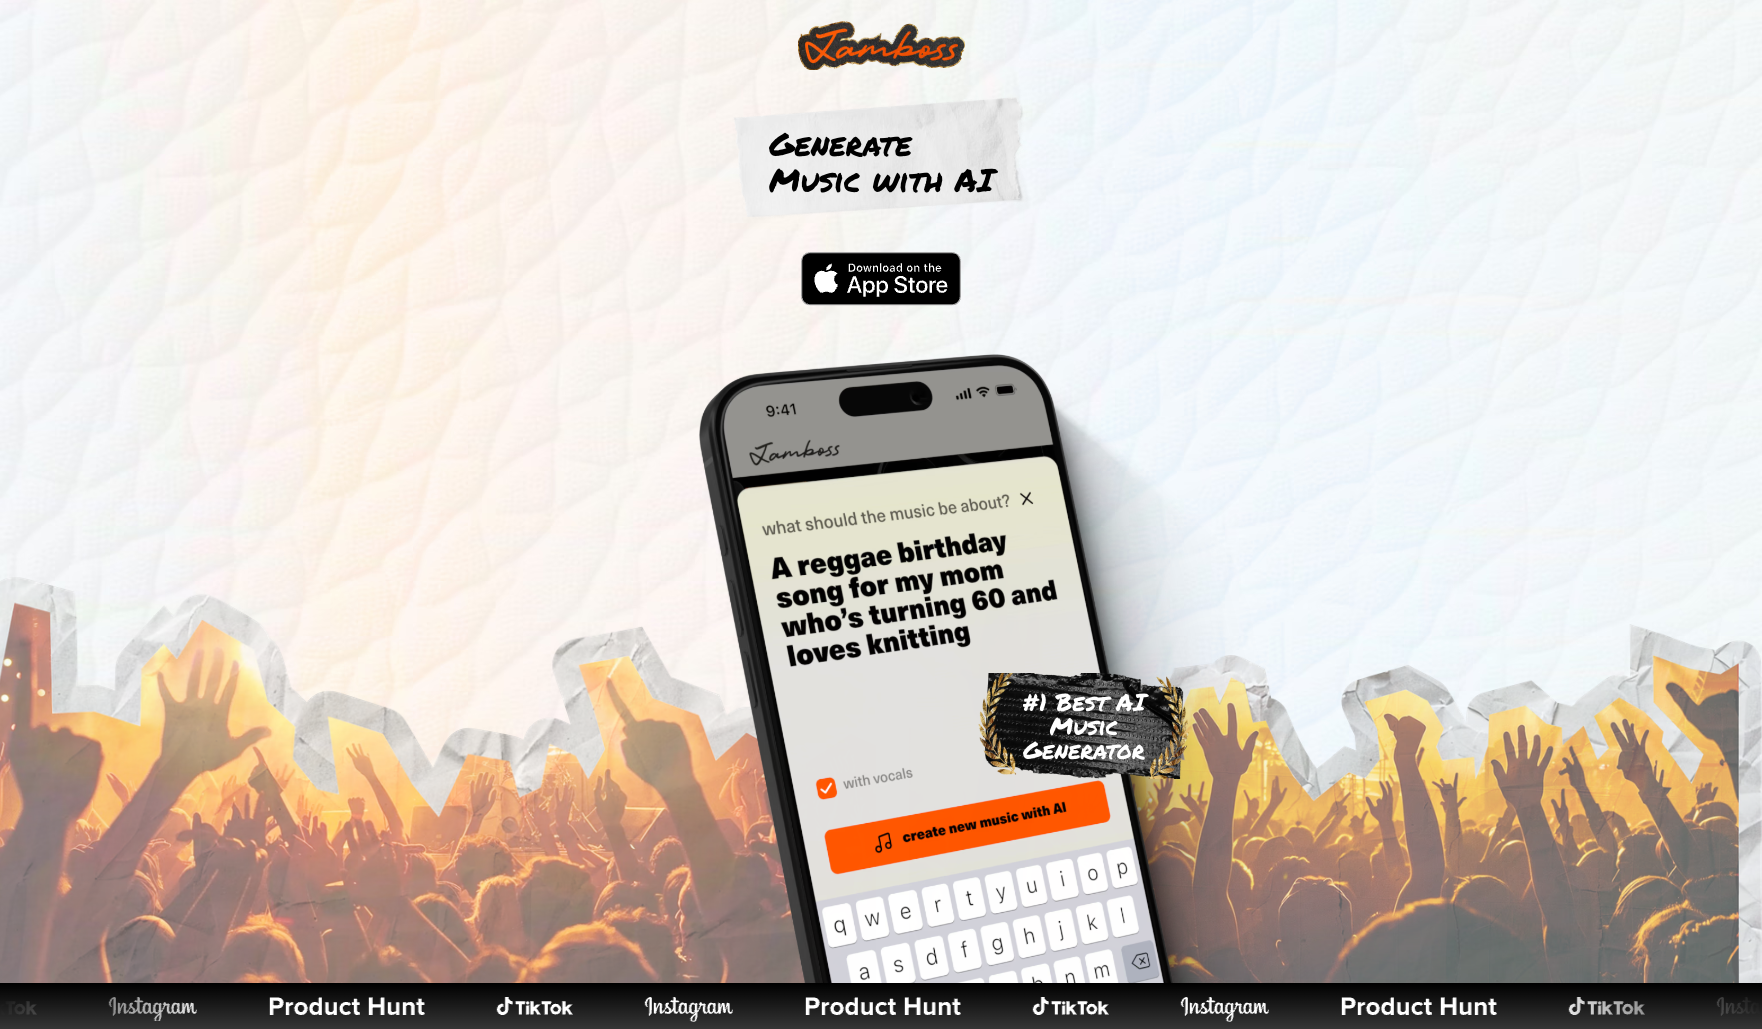 Jamboss
Generate
Music with AI
Download on the
App Store
9:41
Jamboss
what should the music be about?
A reggae birthday
song for my mom
who's turning 60 and
loves knitting
#1 Best AI
Music
Generator
with vocals
create new music with AI
q w e r t y u i o p
a s d f g h j k l
n m
Tok Instagram Product Hunt TikTok Instagram Product Hunt TikTok Instagram Product Hunt TikTok Inst